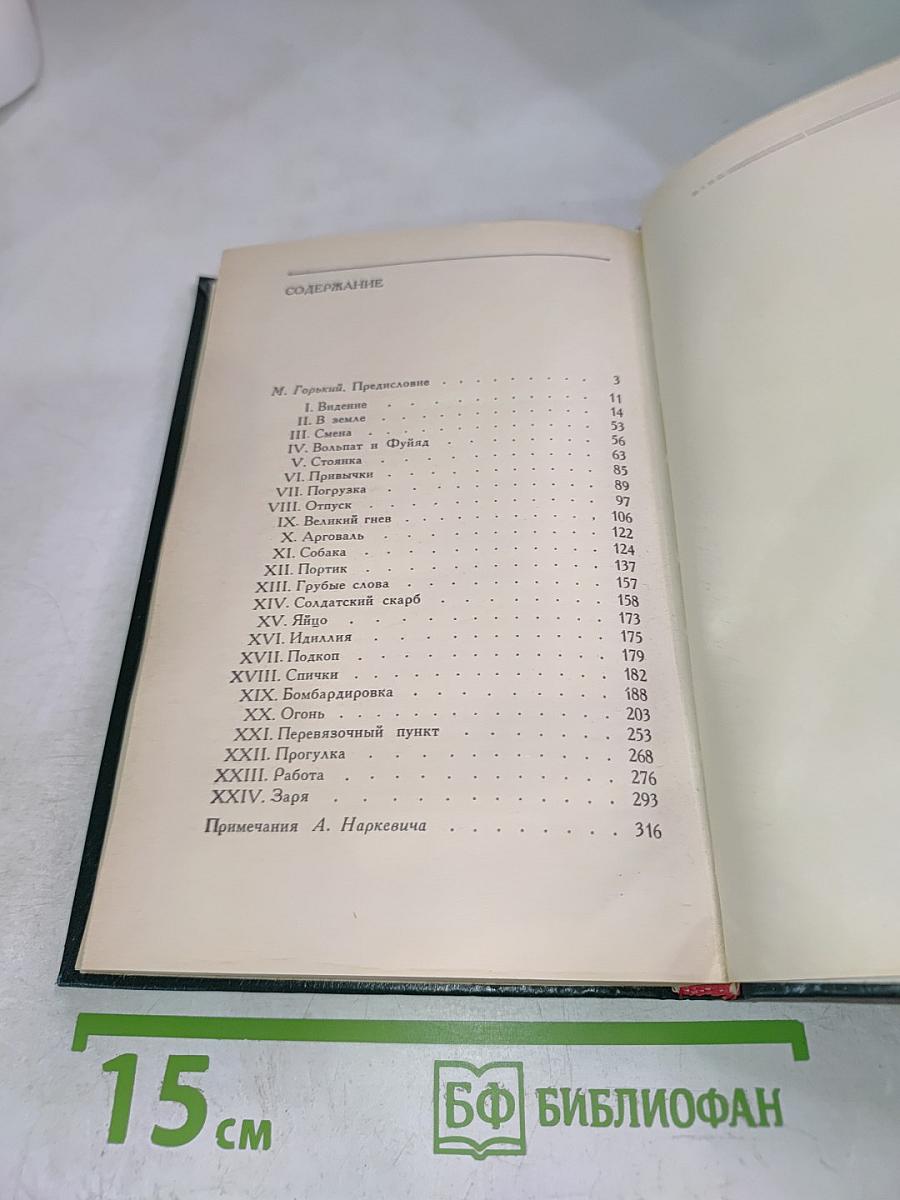 СОДЕРЖАНИЕ
М. Горький. Предисловие . . . . . . . . . 3
I. Видение . . . . . . . . . . . 11
II. В земле . . . . . . . . . . . 14
III. Смена . . . . . . . . . . . 53
IV. Вольпат и Фуйяд . . . . . . . . 56
V. Стоянка . . . . . . . . . . . 63
VI. Привычки . . . . . . . . . . 85
VII. Погрузка . . . . . . . . . . . 89
VIII. Отпуск . . . . . . . . . . . 97
IX. Великий гнев . . . . . . . . . . 106
X. Арговаль . . . . . . . . . . . 122
XI. Собака . . . . . . . . . . . . 124
XII. Портик . . . . . . . . . . . . 137
XIII. Грубые слова . . . . . . . . . . 157
XIV. Солдатский скарб . . . . . . . . 158
XV. Яйцо . . . . . . . . . . . . 173
XVI. Идиллия . . . . . . . . . . . 175
XVII. Подкоп . . . . . . . . . . . . 179
XVIII. Спички . . . . . . . . . . . . 182
XIX. Бомбардировка . . . . . . . . . 188
XX. Огонь . . . . . . . . . . . . 203
XXI. Перевязочный пункт . . . . . . . 253
XXII. Прогулка . . . . . . . . . . . 268
XXIII. Работа . . . . . . . . . . . . 276
XXIV. Заря . . . . . . . . . . . . 293
Примечания А. Наркевича . . . . . . . . 316
15 см
БФ БИБЛИОФАН